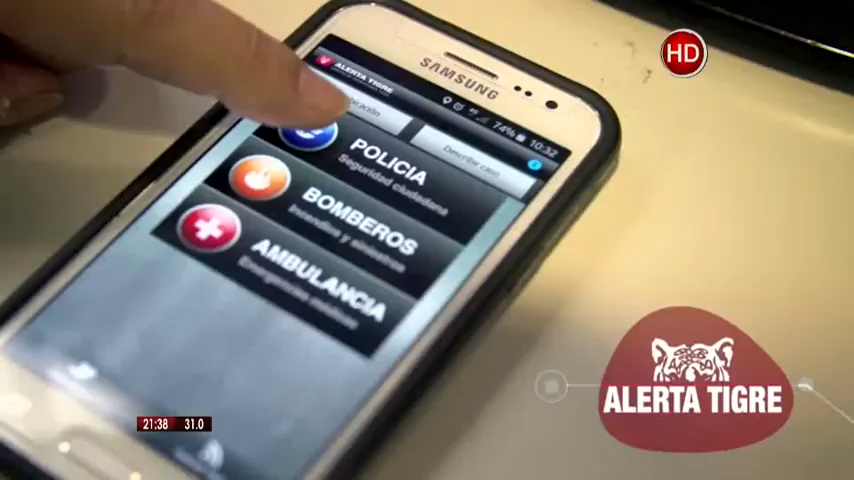 HD
SAMSUNG
ALERTA TIGRE
74% 10:32
Describir caso
POLICIA
Seguridad ciudadana
BOMBEROS
Incendios y siniestros
AMBULANCIA
Emergencias médicas
ALERTA TIGRE
21:38 31.0